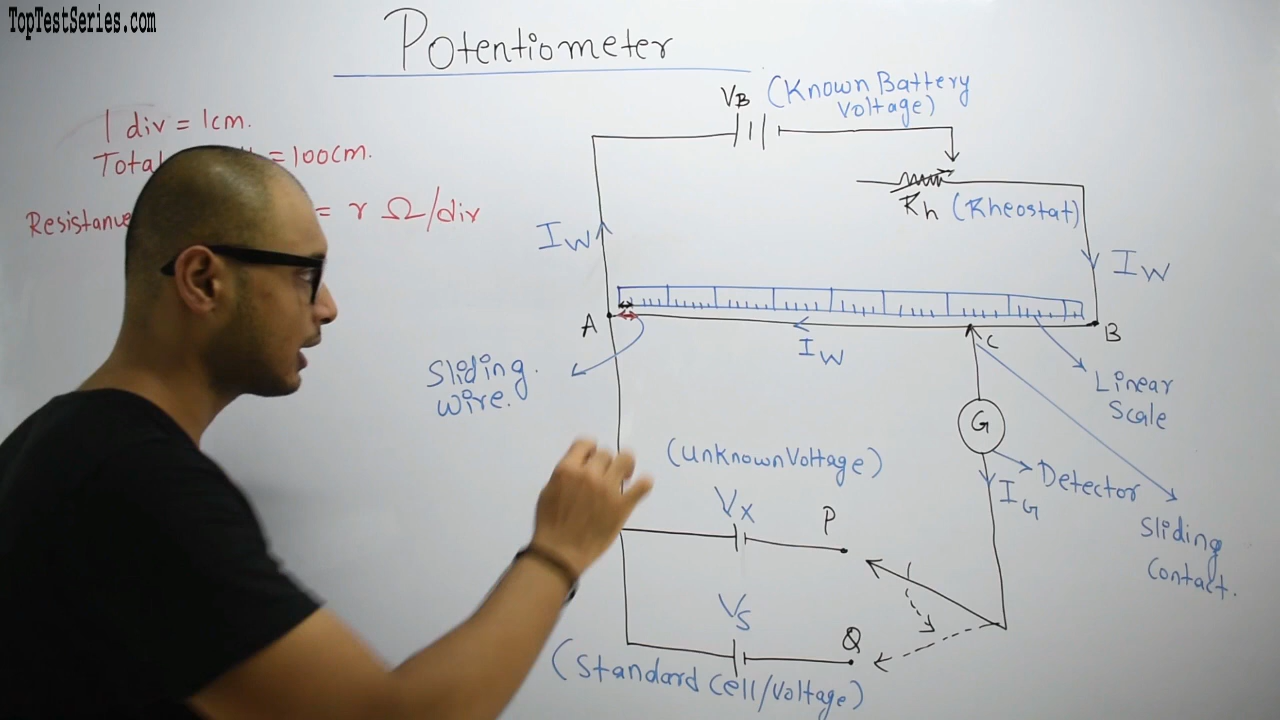 TopTestSeries.com
Potentiometer
1 div = 1cm.
Total = 100cm.
Resistance = r Ω/div
VB (Known Battery
Voltage)
Rh (Rheostat)
IW
IW
A
B
IW
C
Sliding
wire.
Linear
Scale
G
(Unknown Voltage)
Detector
IG
VX
P
Sliding
Contact.
VS
Q
(Standard Cell/Voltage)